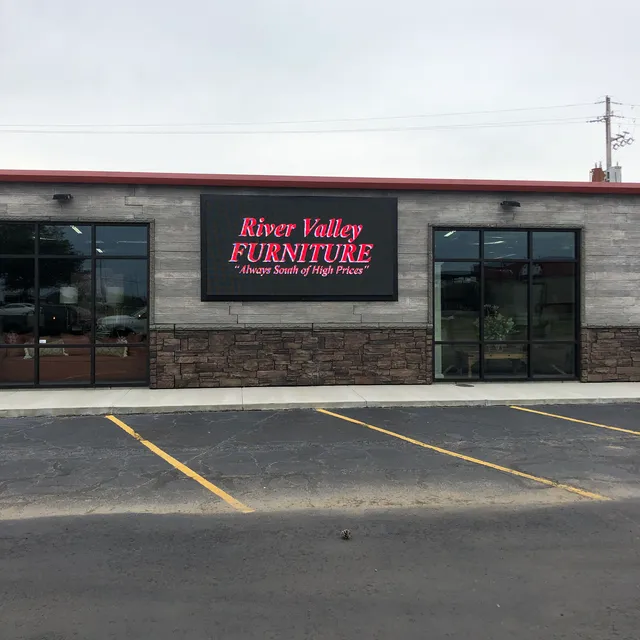 River Valley
FURNITURE
"Always South of High Prices"